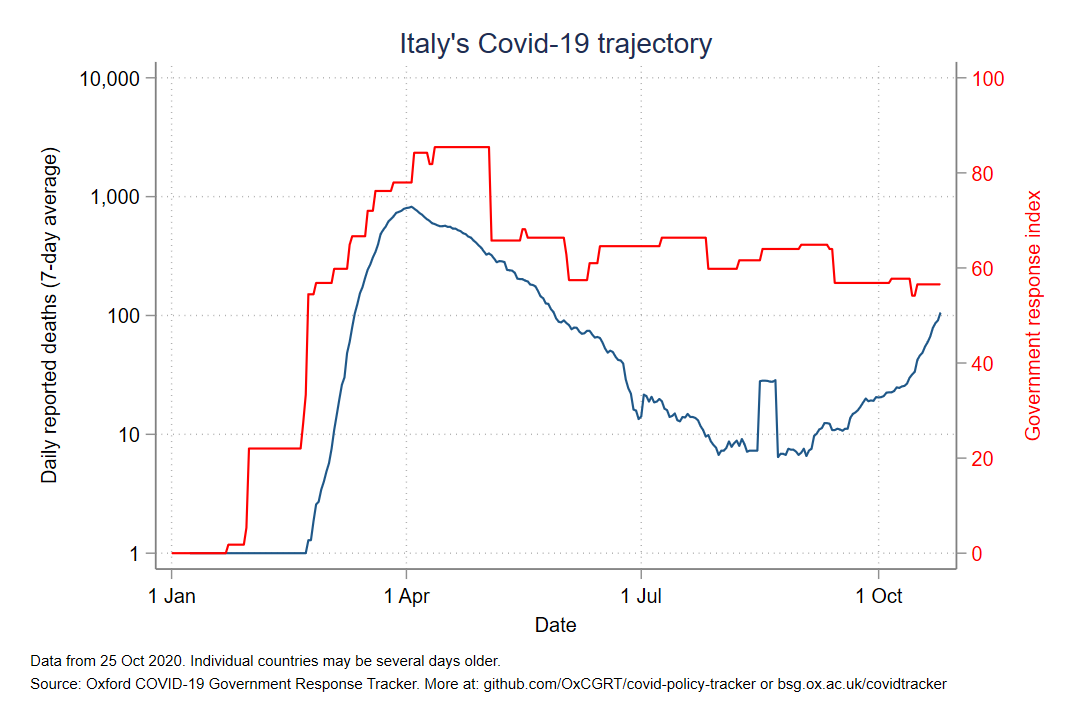 Italy's Covid-19 trajectory
Daily reported deaths (7-day average)
10,000
1,000
100
10
1
100
80
60
40
20
0
Government response index
1 Jan
1 Apr
1 Jul
1 Oct
Date
Data from 25 Oct 2020. Individual countries may be several days older.
Source: Oxford COVID-19 Government Response Tracker. More at: github.com/OxCGRT/covid-policy-tracker or bsg.ox.ac.uk/covidtracker